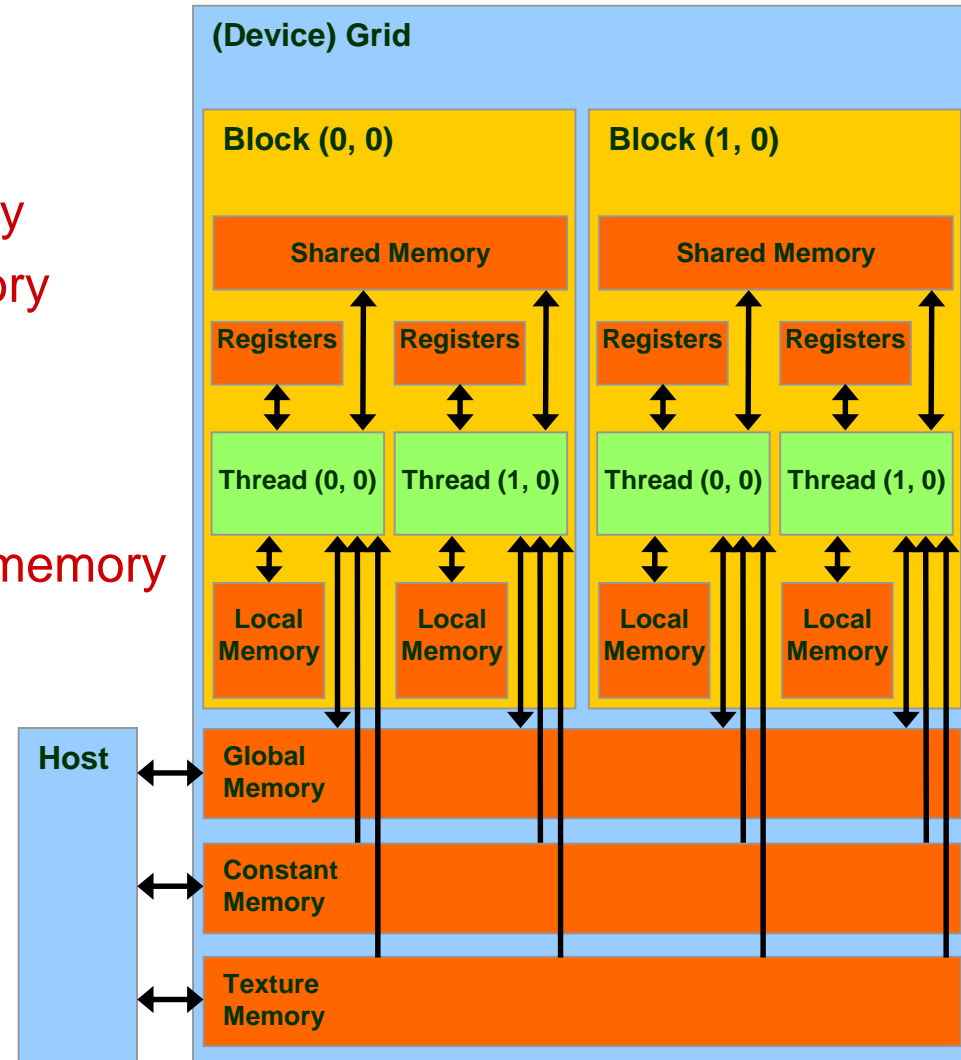 (Device) Grid
Block (0, 0)
Block (1, 0)
Shared Memory
Shared Memory
Registers
Registers
Registers
Registers
Thread (0, 0)
Thread (1, 0)
Thread (0, 0)
Thread (1, 0)
memory
Local
Memory
Local
Memory
Local
Memory
Local
Memory
Host
Global
Memory
Constant
Memory
Texture
Memory